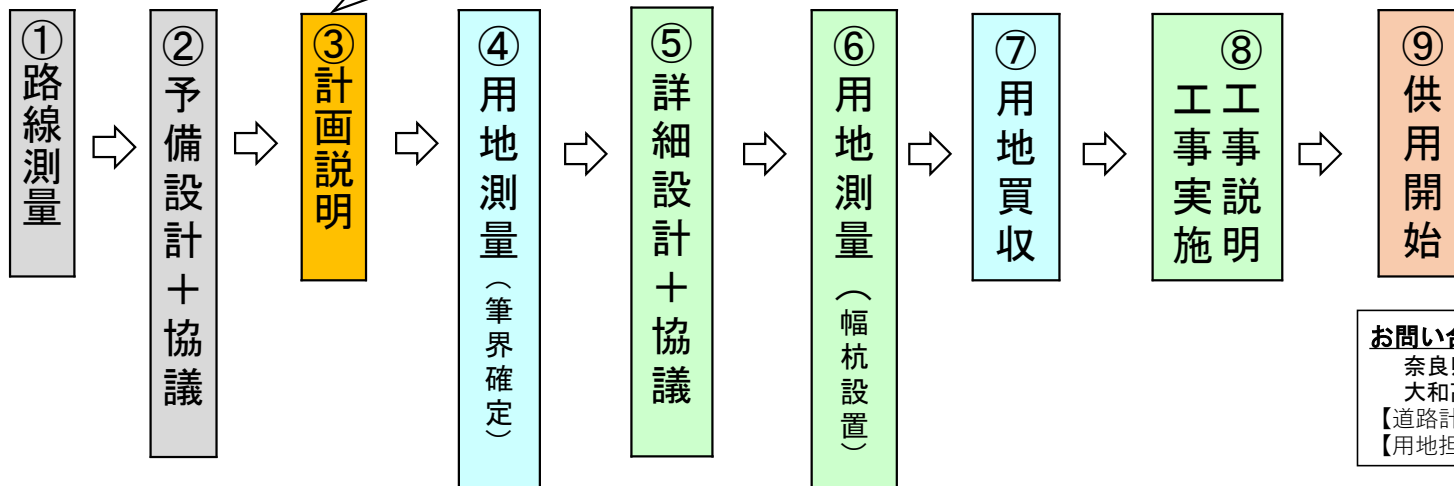 ①路線測量
②予備設計＋協議
③計画説明
④用地測量（筆界確定）
⑤詳細設計＋協議
⑥用地測量（幅杭設置）
⑦用地買収
⑧工事説明
工事実施
⑨供用開始
お問い合
奈良県
大和高
【道路計
【用地担